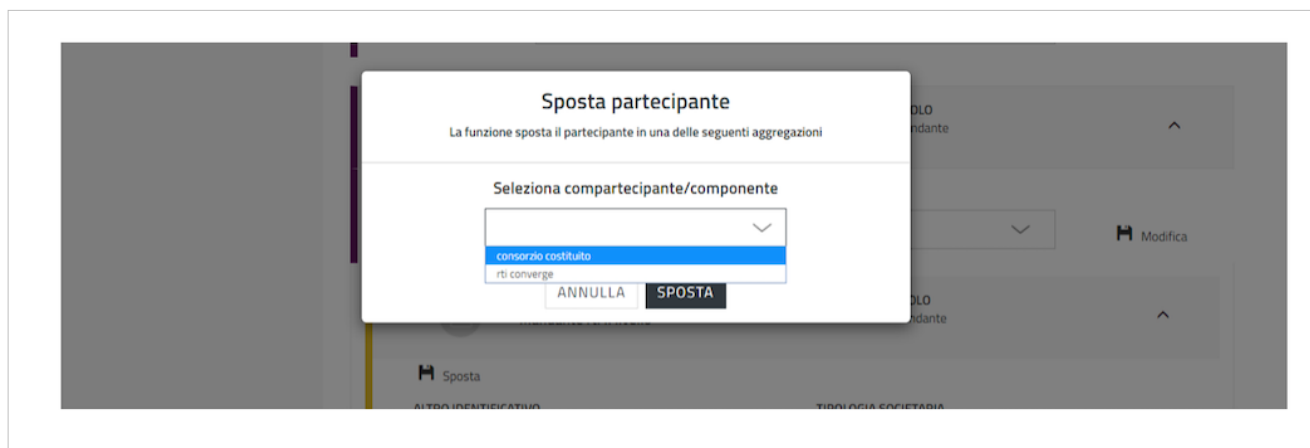 Sposta partecipante
La funzione sposta il partecipante in una delle seguenti aggregazioni
OLO
ndante
Seleziona compartecipante/componente
Modifica
consorzio costituito
rti converge
ANNULLA SPOSTA
OLO
ndante
Sposta
ALTRO IDENTIFICATIVO TIPOLOGIA SOCIETARIA